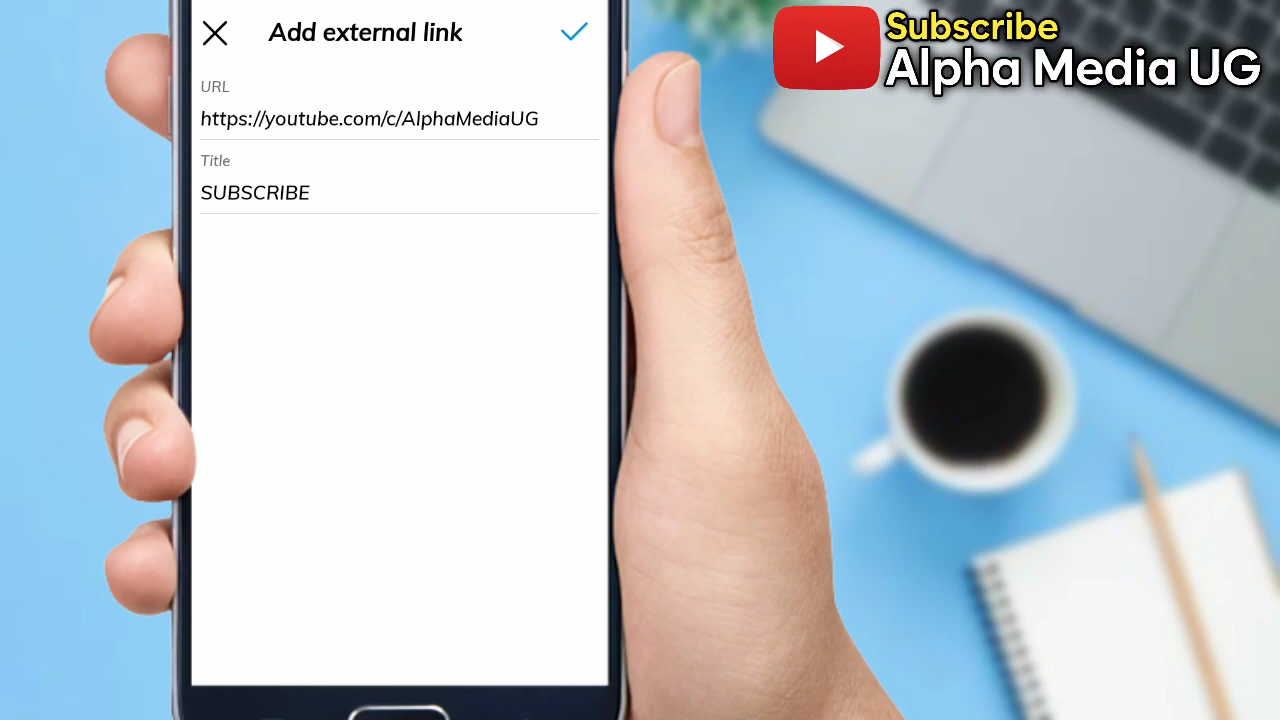 Add external link
URL
https://youtube.com/c/AlphaMediaUG
Title
SUBSCRIBE
Subscribe
Alpha Media UG